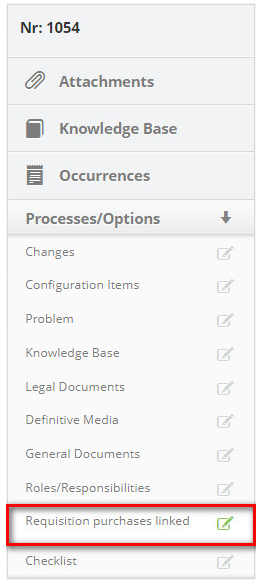 Nr: 1054
Attachments
Knowledge Base
Occurrences
Processes/Options
Changes
Configuration Items
Problem
Knowledge Base
Legal Documents
Definitive Media
General Documents
Roles/Responsibilities
Requisition purchases linked
Checklist